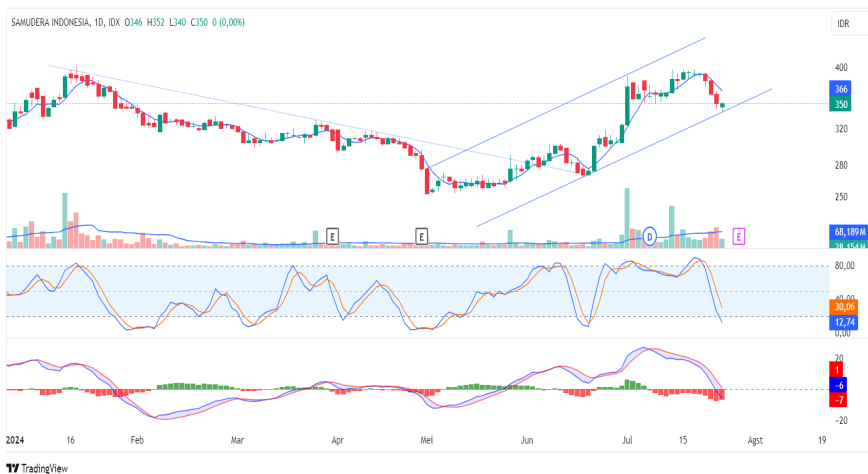 SAMUDERA INDONESIA, 1D, IDX O346 H352 L340 C350 0 (0,00%)
IDR
400
366
350
320
280
250
E
E
D
E
68,189M
28,154M
80,00
40,00
30,06
12,74
0,00
20
1
-6
-7
-20
2024 16 Feb Mar Apr Mei Jun Jul 15 Agst 19
TradingView